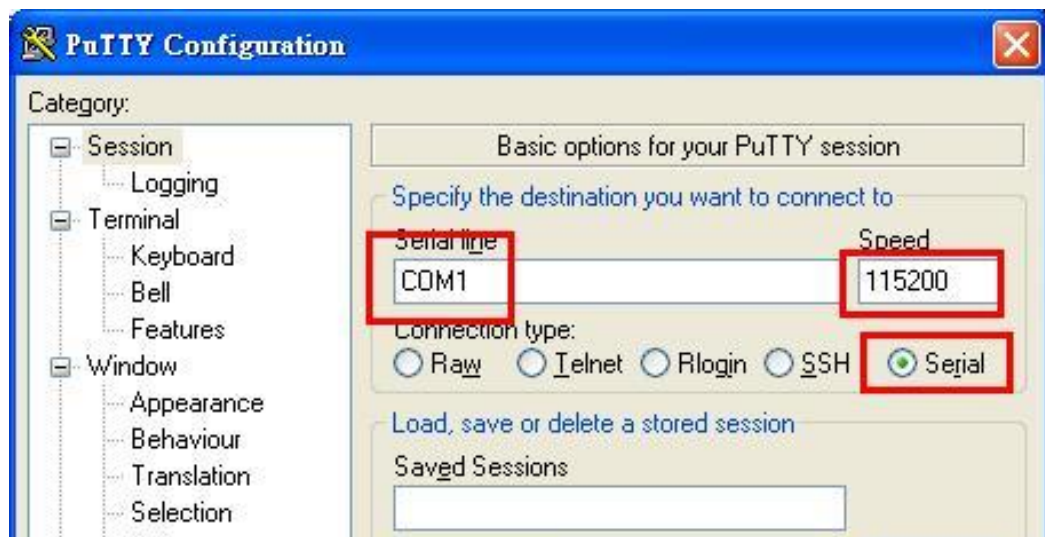 PuTTY Configuration
Category:
Session
Logging
Terminal
Keyboard
Bell
Features
Window
Appearance
Behaviour
Translation
Selection
Basic options for your PuTTY session
Specify the destination you want to connect to
Serial line Speed
COM1 115200
Connection type:
Raw Telnet Rlogin SSH Serial
Load, save or delete a stored session
Saved Sessions